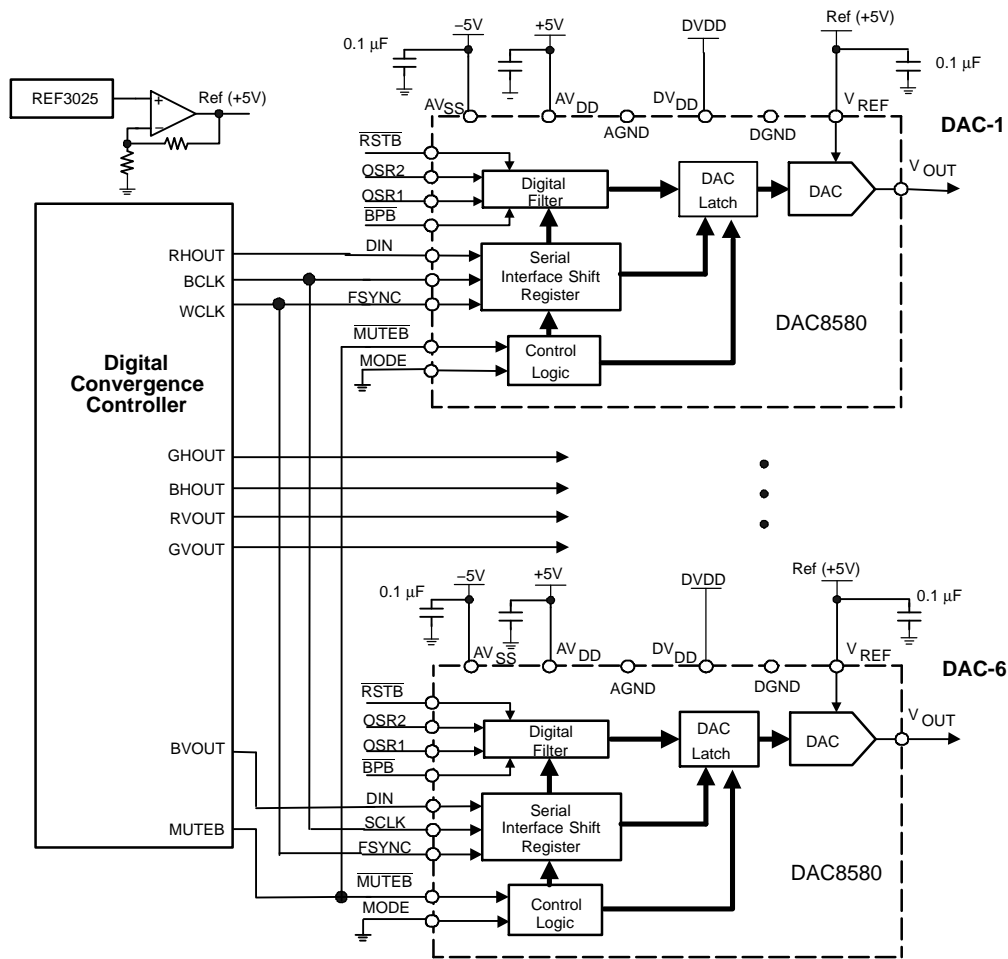 –5V
+5V
DVDD
Ref (+5V)
0.1 μF
0.1 μF
REF3025
+
–
Ref (+5V)
AVSS
AVDD
AGND
DVDD
DGND
VREF
DAC-1
RSTB
OSR2
OSR1
BPB
Digital
Filter
DAC
Latch
DAC
VOUT
RHOUT
DIN
BCLK
WCLK
FSYNC
Serial
Interface Shift
Register
DAC8580
MUTEB
MODE
Control
Logic
Digital
Convergence
Controller
GHOUT
BHOUT
RVOUT
GVOUT
–5V
+5V
DVDD
Ref (+5V)
0.1 μF
0.1 μF
AVSS
AVDD
AGND
DVDD
DGND
VREF
DAC-6
RSTB
OSR2
OSR1
BPB
Digital
Filter
DAC
Latch
DAC
VOUT
BVOUT
DIN
MUTEB
SCLK
FSYNC
Serial
Interface Shift
Register
DAC8580
MUTEB
MODE
Control
Logic